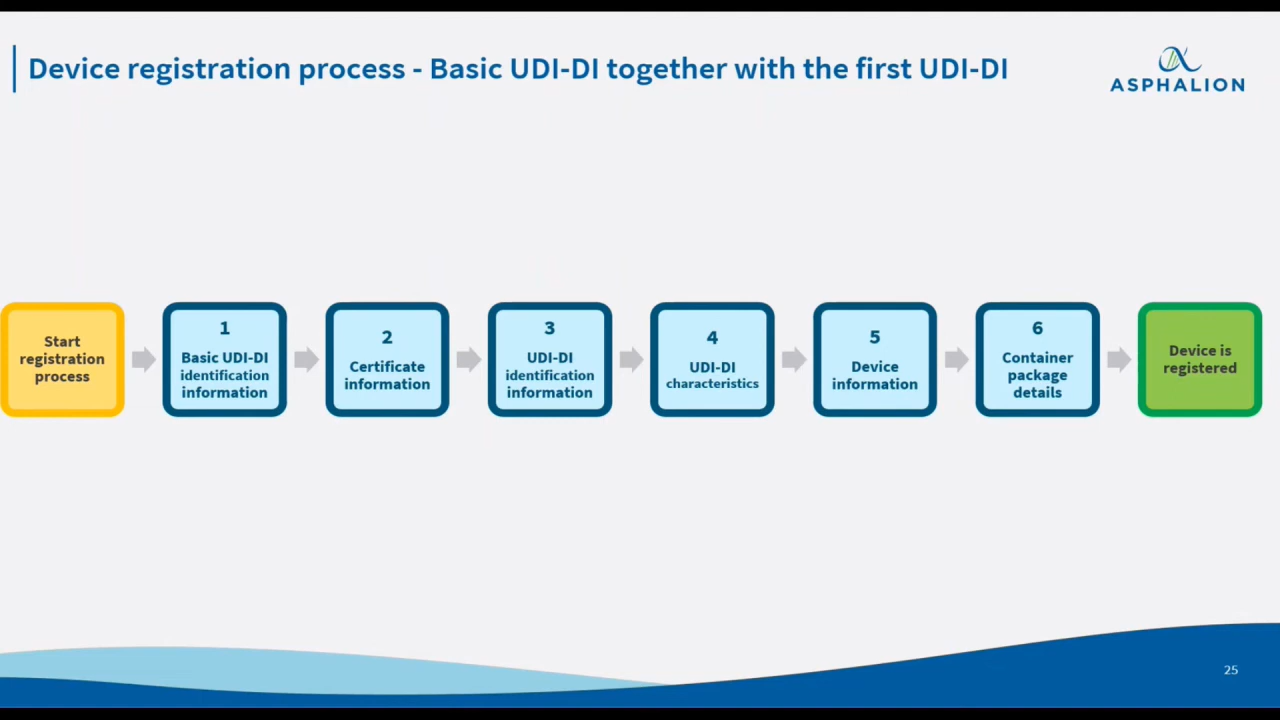 Device registration process - Basic UDI-DI together with the first UDI-DI
ASPHALION
Start
registration
process
1
Basic UDI-DI
identification
information
2
Certificate
information
3
UDI-DI
identification
information
4
UDI-DI
characteristics
5
Device
information
6
Container
package
details
Device is
registered
25